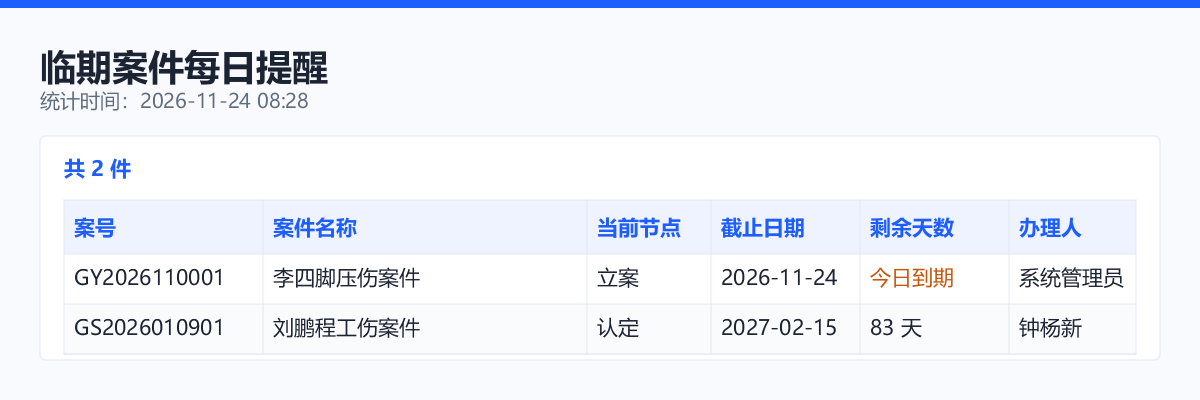 临期案件每日提醒
统计时间：2026-11-24 08:28
共 2 件
案号 案件名称 当前节点 截止日期 剩余天数 办理人
GY2026110001 李四脚压伤案件 立案 2026-11-24 今日到期 系统管理员
GS2026010901 刘鹏程工伤案件 认定 2027-02-15 83 天 钟杨新